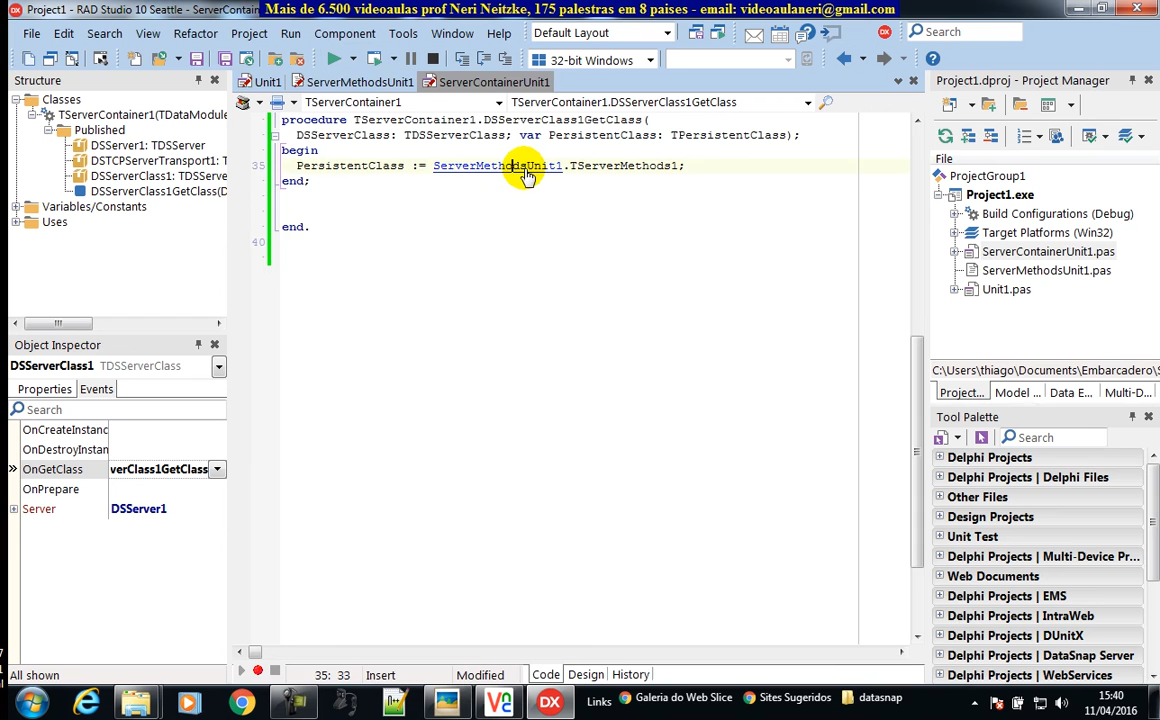 Project1 - RAD Studio 10 Seattle - ServerContain
Mais de 6.500 videoaulas prof Neri Neitzke, 175 palestras em 8 paises - email: videoaulaneri@gmail.com
File Edit Search View Refactor Project Run Component Tools Window Help
Default Layout
Search
32-bit Windows
Structure
Classes
TServerContainer1(TDataModule
Published
DSServer1: TDSServer
DSTCPServerTransport1: TDS
DSServerClass1: TDSServerC
DSServerClass1GetClass(D
Variables/Constants
Uses
Unit1
ServerMethodsUnit1
ServerContainerUnit1
TServerContainer1
TServerContainer1.DSServerClass1GetClass
procedure TServerContainer1.DSServerClass1GetClass(
DSServerClass: TDSServerClass; var PersistentClass: TPersistentClass);
begin
35 PersistentClass := ServerMethodsUnit1.TServerMethods1;
end;
end.
40
Project1.dproj - Project Manager
File
ProjectGroup1
Project1.exe
Build Configurations (Debug)
Target Platforms (Win32)
ServerContainerUnit1.pas
ServerMethodsUnit1.pas
Unit1.pas
C:\Users\thiago\Documents\Embarcadero\S
Project... Model ... Data E... Multi-D...
Object Inspector
DSServerClass1 TDSServerClass
Properties Events
Search
OnCreateInstanc
OnDestroyInstan
OnGetClass verClass1GetClass
OnPrepare
Server DSServer1
Tool Palette
Search
Delphi Projects
Delphi Projects | Delphi Files
Other Files
Design Projects
Unit Test
Delphi Projects | Multi-Device Pr...
Web Documents
Delphi Projects | EMS
Delphi Projects | IntraWeb
Delphi Projects | DUnitX
Delphi Projects | DataSnap Server
Delphi Projects | WebServices
All shown
35: 33 Insert Modified Code Design History
Links Galeria do Web Slice Sites Sugeridos datasnap
15:40
11/04/2016